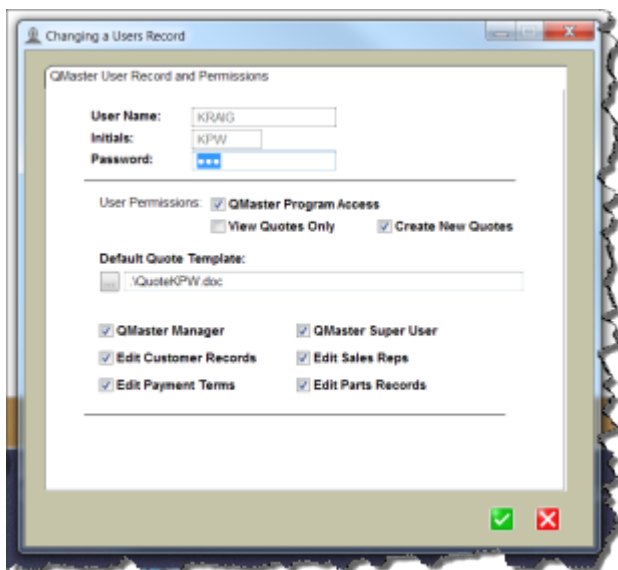 Changing a Users Record
QMaster User Record and Permissions
User Name: KRAIG
Initials: KPW
Password:
User Permissions: QMaster Program Access
View Quotes Only Create New Quotes
Default Quote Template:
... .\QuoteKPW.doc
QMaster Manager QMaster Super User
Edit Customer Records Edit Sales Reps
Edit Payment Terms Edit Parts Records